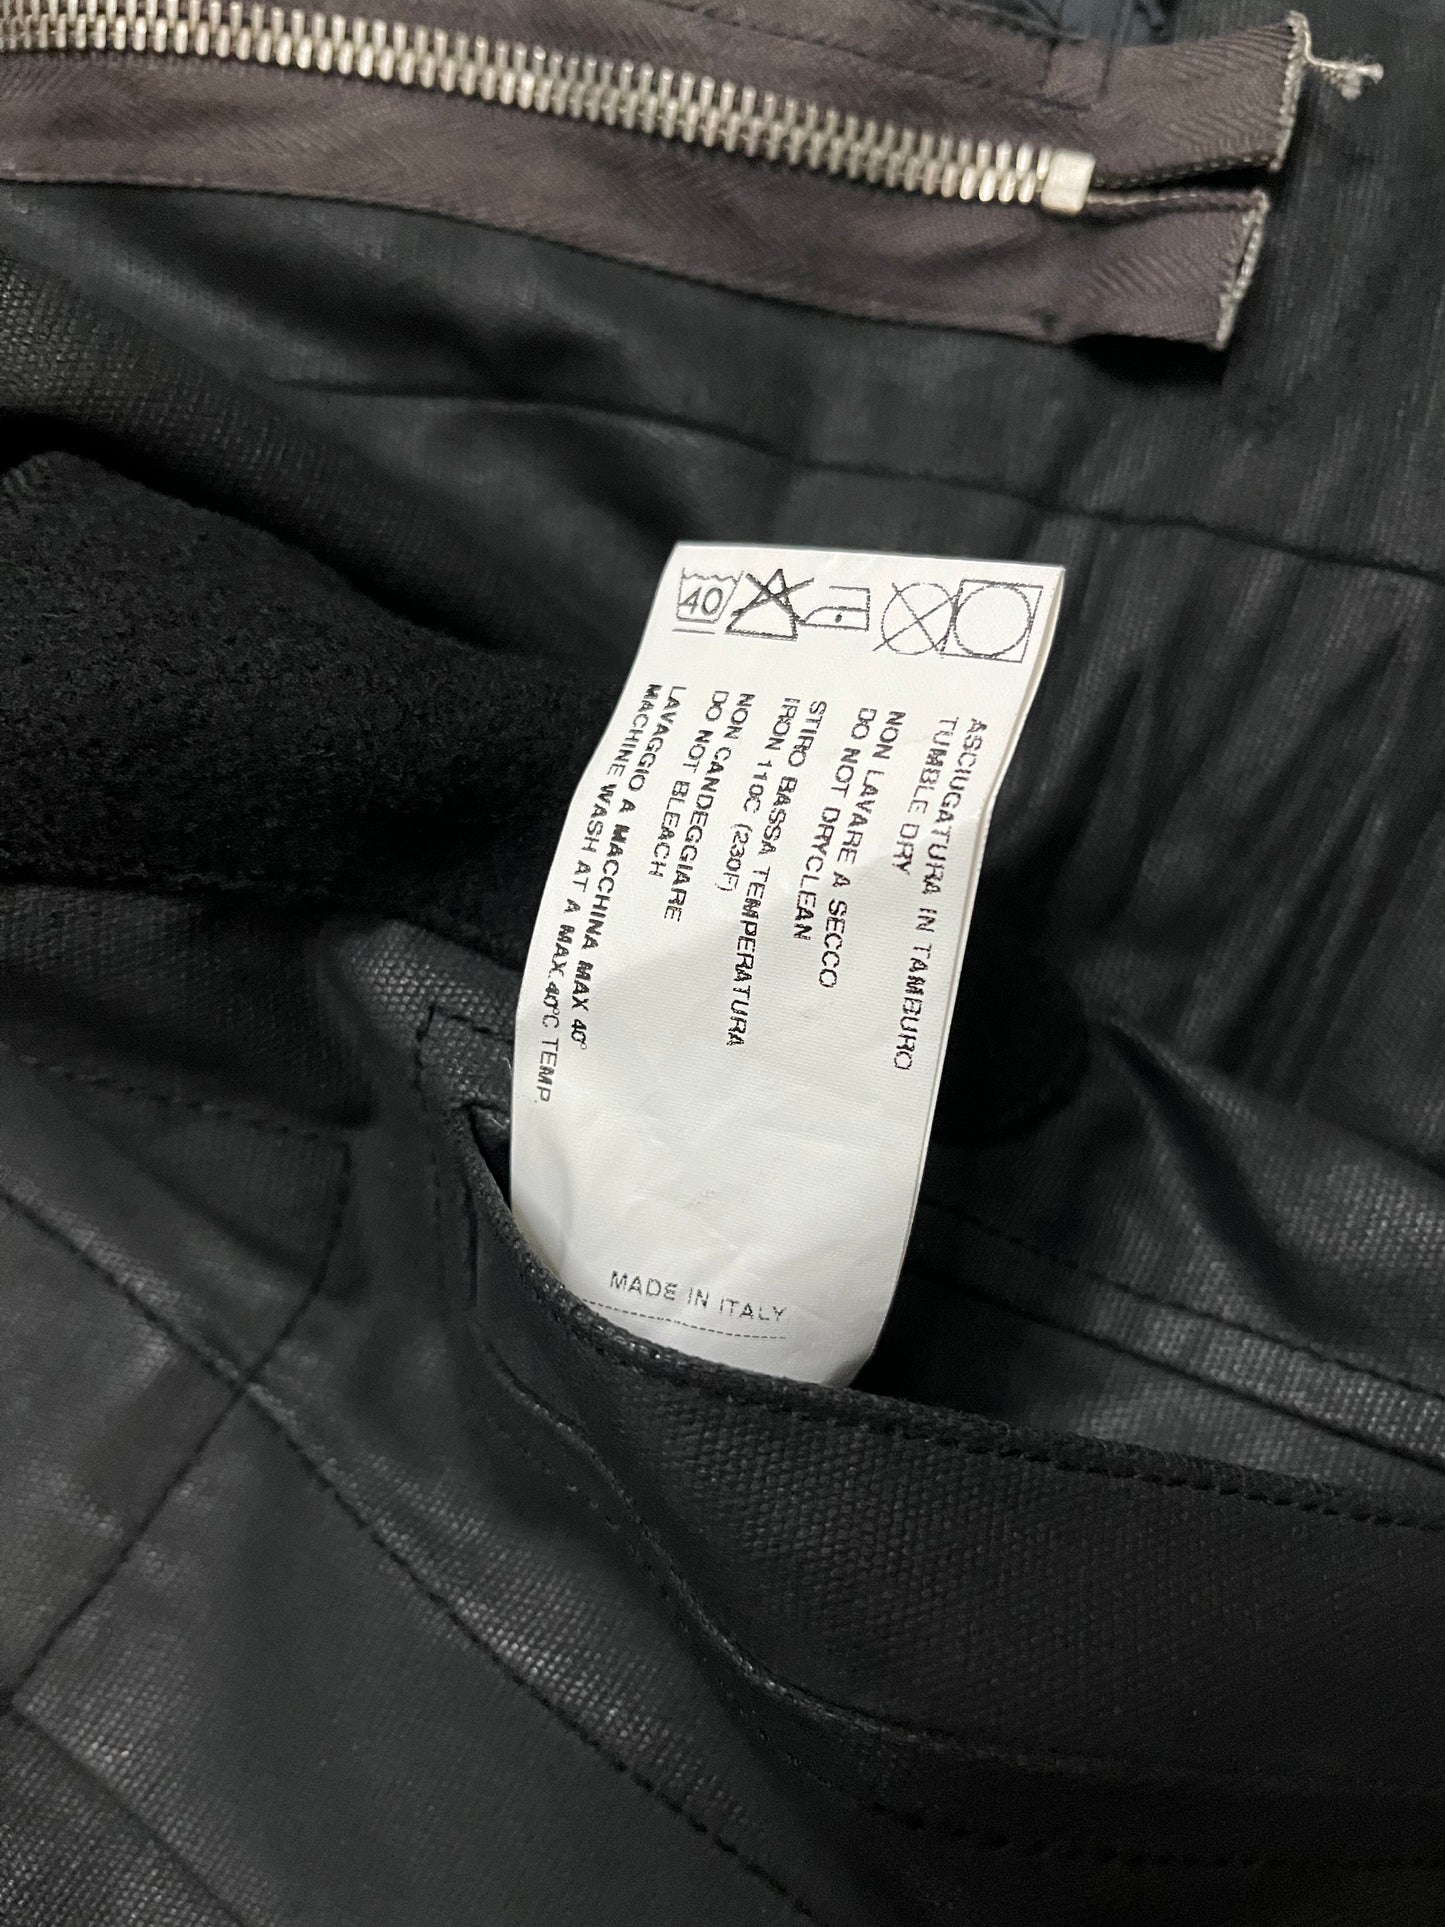 40
ASCIUGATURA IN TAMBURO
TUMBLE DRY
NON LAVARE A SECCO
DO NOT DRYCLEAN
STIRO BASSA TEMPERATURA
IRON 110C (230F)
NON CANDEGGIARE
DO NOT BLEACH
LAVAGGIO A MACCHINA MAX 40°
MACHINE WASH AT A MAX. 40°C TEMP.
MADE IN ITALY